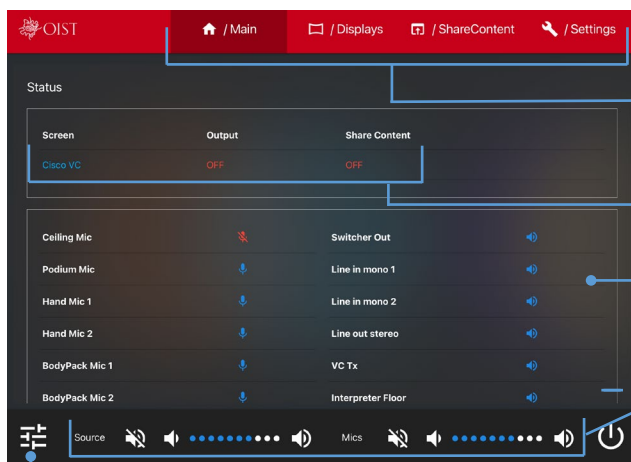 OIST / Main / Displays / ShareContent / Settings
Status
Screen Output Share Content
Cisco VC OFF OFF
Ceiling Mic Switcher Out
Podium Mic Line in mono 1
Hand Mic 1 Line in mono 2
Hand Mic 2 Line out stereo
BodyPack Mic 1 VC Tx
BodyPack Mic 2 Interpreter Floor
Source Mics